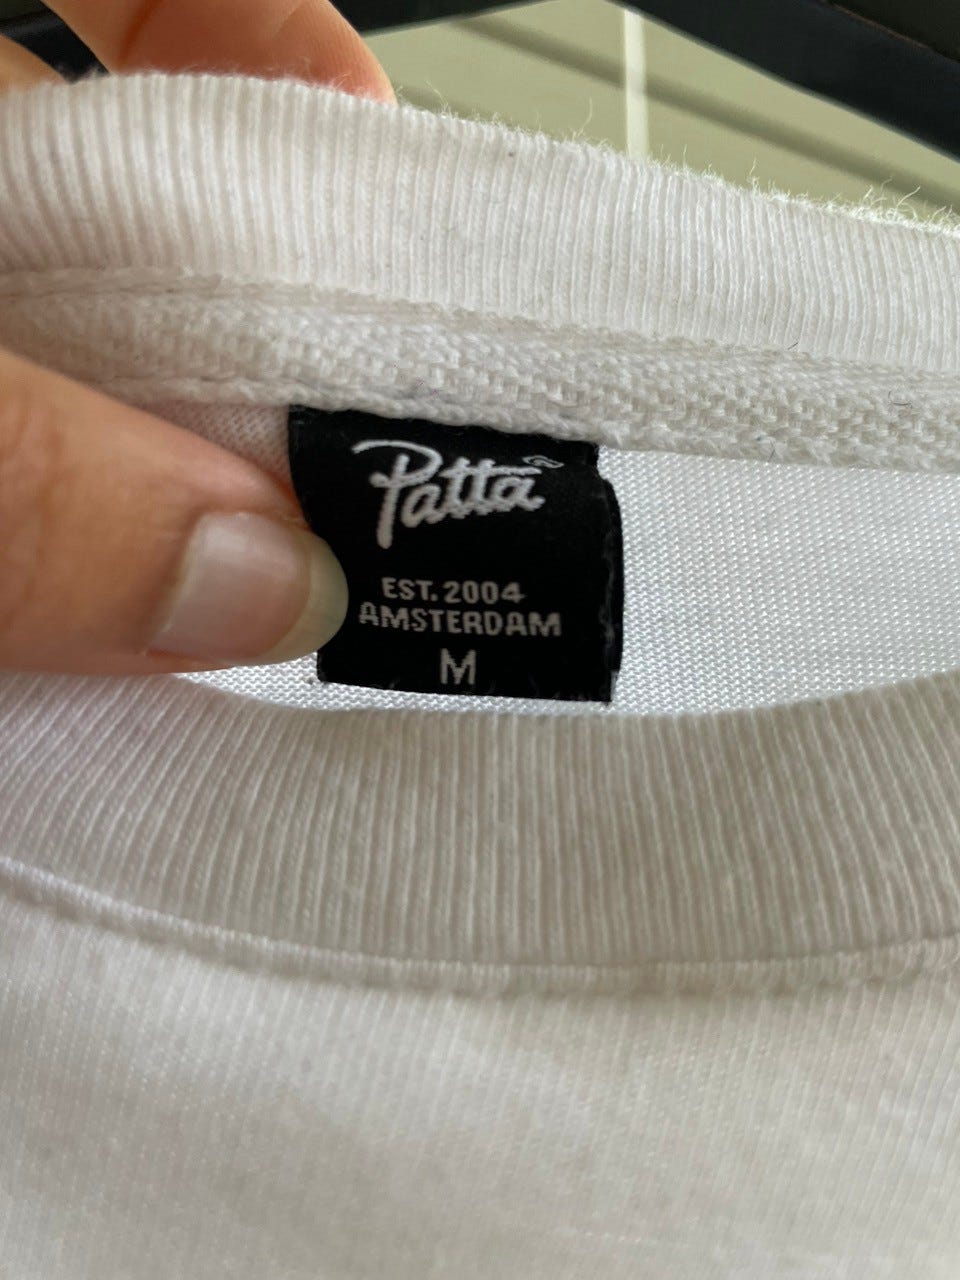 Patta
EST. 2004
AMSTERDAM
M